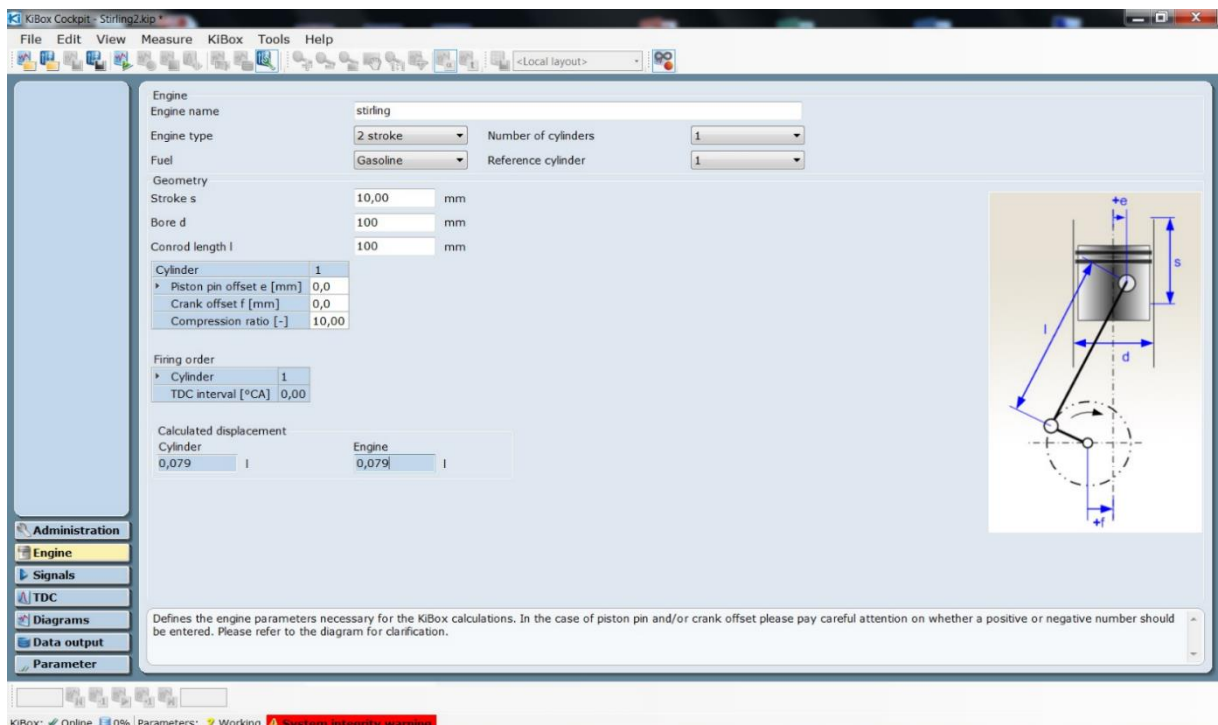 KiBox Cockpit - Stirling2.kip *
File Edit View Measure KiBox Tools Help
<Local layout>
Engine
Engine name stirling
Engine type 2 stroke Number of cylinders 1
Fuel Gasoline Reference cylinder 1
Geometry
Stroke s 10,00 mm
Bore d 100 mm
Conrod length l 100 mm
Cylinder 1
Piston pin offset e [mm] 0,0
Crank offset f [mm] 0,0
Compression ratio [-] 10,00
Firing order
Cylinder 1
TDC interval [°CA] 0,00
Calculated displacement
Cylinder Engine
0,079 l 0,079 l
+e
s
l
d
+f
Administration
Engine
Signals
TDC
Diagrams
Data output
Parameter
Defines the engine parameters necessary for the KiBox calculations. In the case of piston pin and/or crank offset please pay careful attention on whether a positive or negative number should
be entered. Please refer to the diagram for clarification.
KiBox: Online 0% Parameters: Working System integrity warning